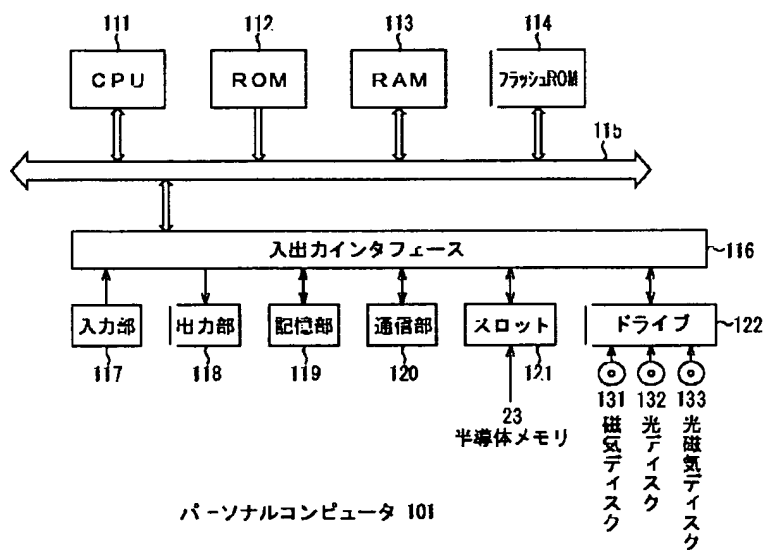 111 112 113 114
CPU ROM RAM フラッシュROM
115
入出力インタフェース 116
入力部 出力部 記憶部 通信部 スロット ドライブ 122
117 118 119 120 121
131 132 133
23
半導体メモリ
磁気ディスク
光ディスク
光磁気ディスク
パーソナルコンピュータ 101